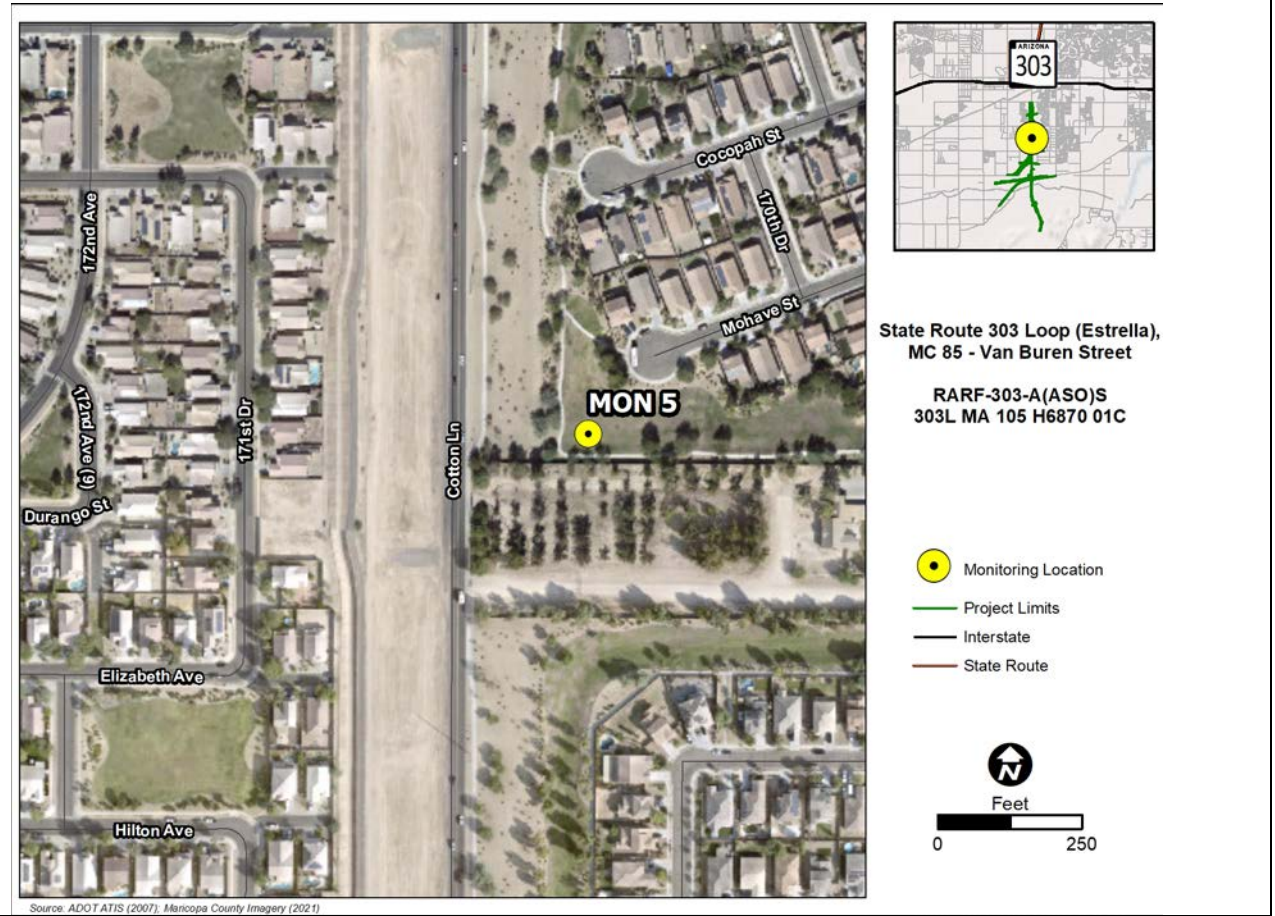 172nd Ave
171st Dr
172nd Ave (9)
Durango St
Elizabeth Ave
Hilton Ave
Cotton Ln
Cocopah St
170th Dr
Mohave St
MON 5
Source: ADOT ATIS (2007); Maricopa County Imagery (2021)
ARIZONA
303
State Route 303 Loop (Estrella),
MC 85 - Van Buren Street
RARF-303-A(ASO)S
303L MA 105 H6870 01C
Monitoring Location
Project Limits
Interstate
State Route
N
Feet
0 250